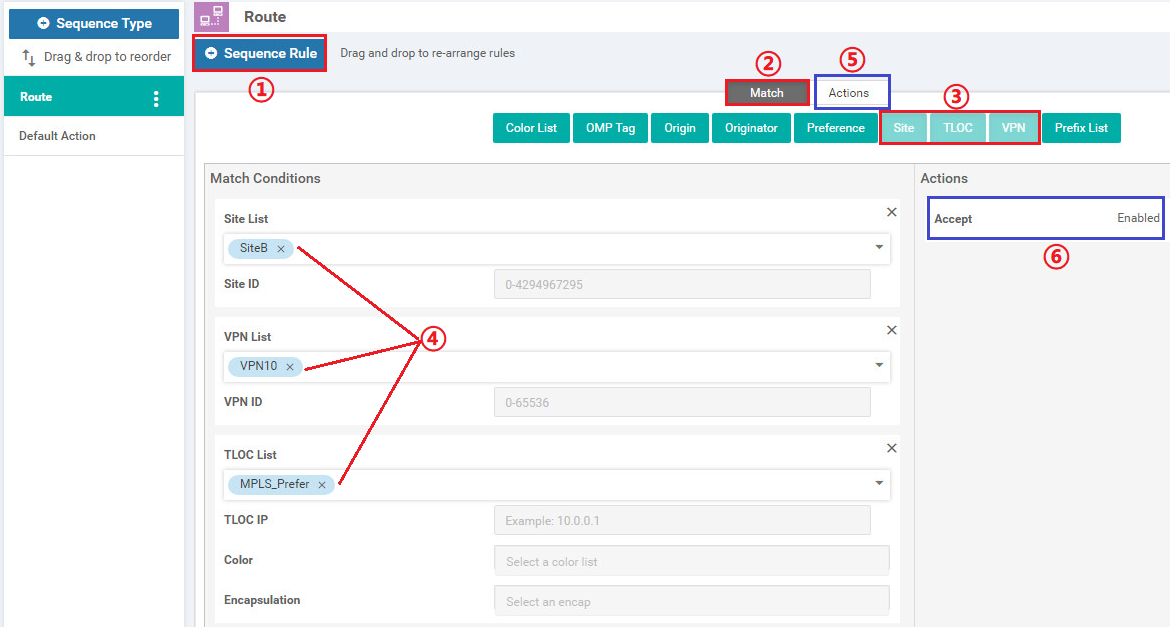 Sequence Type
Drag & drop to reorder
Route
Default Action
Route
Sequence Rule
Drag and drop to re-arrange rules
①
②
⑤
③
Match
Actions
Color List
OMP Tag
Origin
Originator
Preference
Site
TLOC
VPN
Prefix List
Match Conditions
Site List
SiteB ×
Site ID
0-4294967295
VPN List
VPN10 ×
VPN ID
0-65536
TLOC List
MPLS_Prefer ×
TLOC IP
Example: 10.0.0.1
Color
Select a color list
Encapsulation
Select an encap
④
Actions
Accept
Enabled
⑥